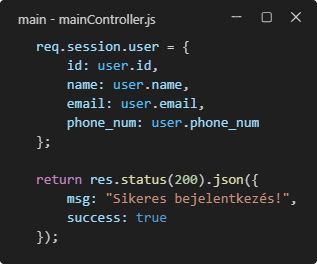 main - mainController.js
req.session.user = {
    id: user.id,
    name: user.name,
    email: user.email,
    phone_num: user.phone_num
};

return res.status(200).json({
    msg: "Sikeres bejelentkezés!",
    success: true
});